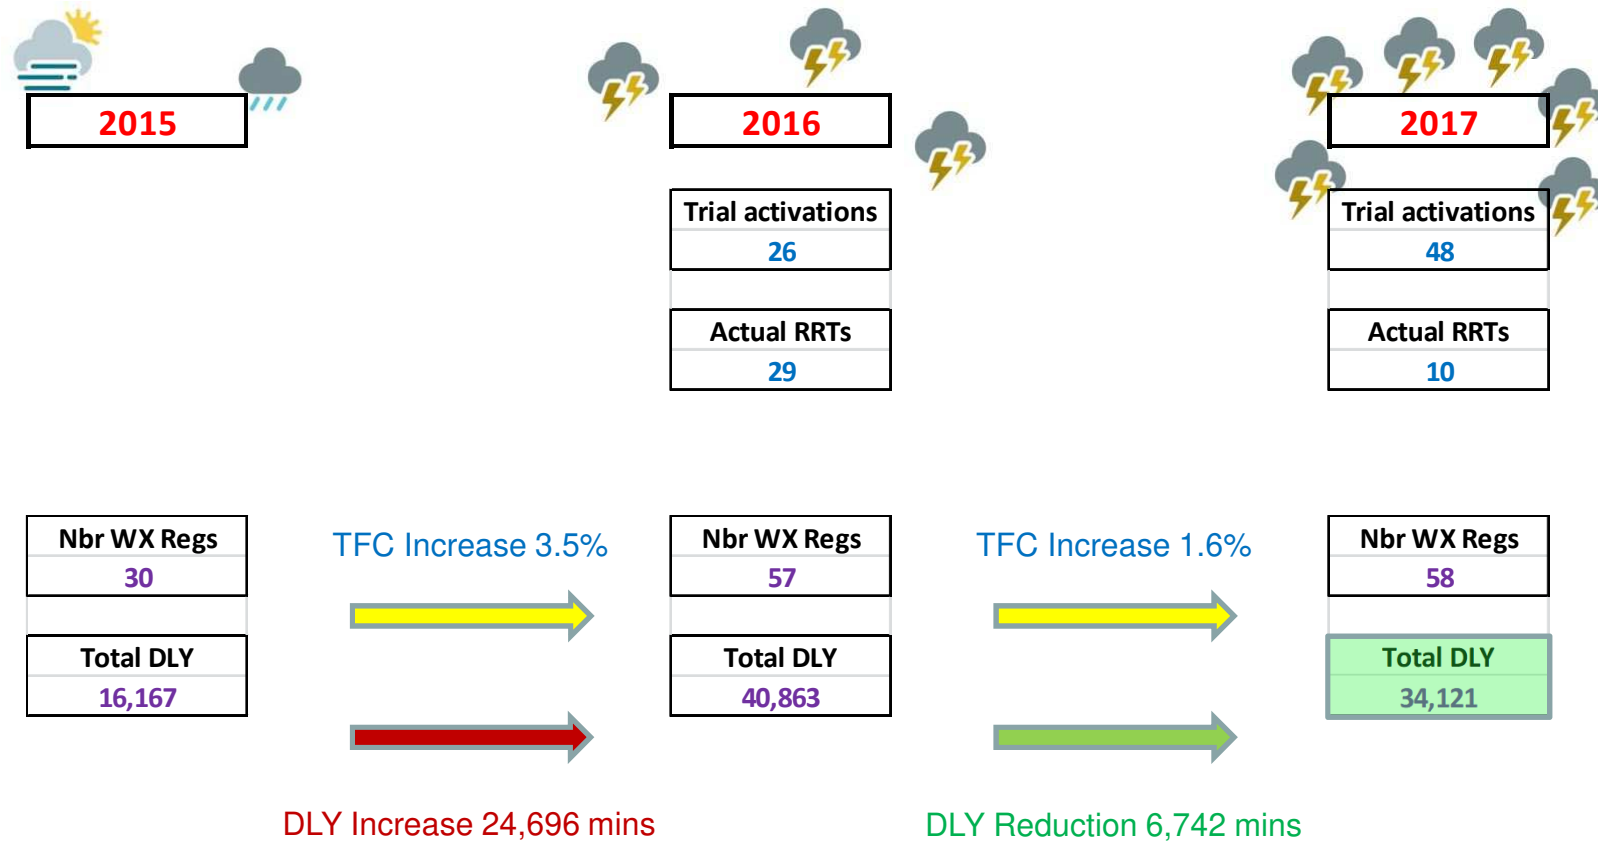 2015
2016
2017
Trial activations
26
Trial activations
48
Actual RRTs
29
Actual RRTs
10
Nbr WX Regs
30
TFC Increase 3.5%
Nbr WX Regs
57
TFC Increase 1.6%
Nbr WX Regs
58
Total DLY
16,167
Total DLY
40,863
Total DLY
34,121
DLY Increase 24,696 mins
DLY Reduction 6,742 mins